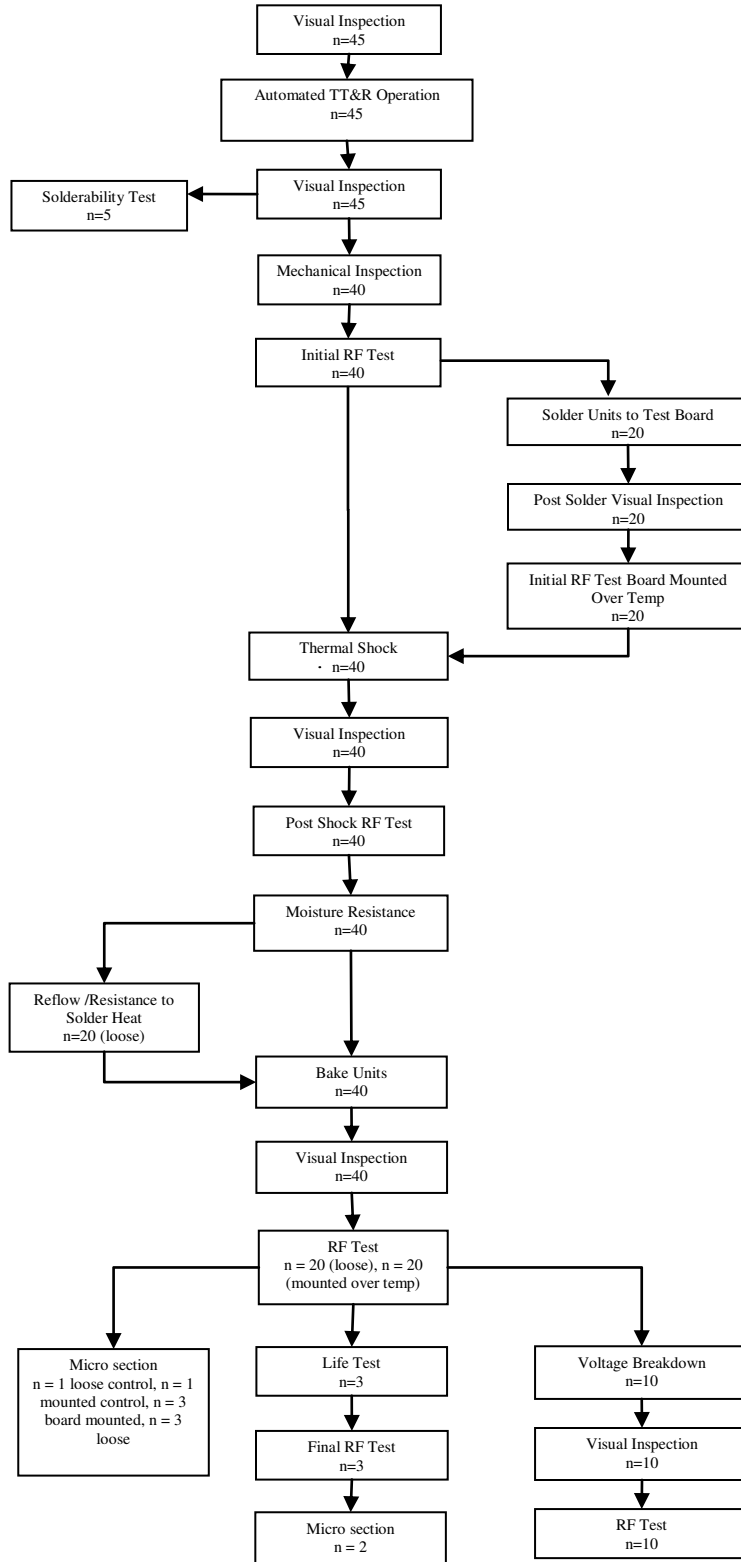 Visual Inspection
n=45
Automated TT&R Operation
n=45
Visual Inspection
n=45
Solderability Test
n=5
Mechanical Inspection
n=40
Initial RF Test
n=40
Solder Units to Test Board
n=20
Post Solder Visual Inspection
n=20
Initial RF Test Board Mounted
Over Temp
n=20
Thermal Shock
· n=40
Visual Inspection
n=40
Post Shock RF Test
n=40
Moisture Resistance
n=40
Reflow /Resistance to
Solder Heat
n=20 (loose)
Bake Units
n=40
Visual Inspection
n=40
RF Test
n = 20 (loose), n = 20
(mounted over temp)
Micro section
n = 1 loose control, n = 1
mounted control, n = 3
board mounted, n = 3
loose
Life Test
n=3
Final RF Test
n=3
Micro section
n = 2
Voltage Breakdown
n=10
Visual Inspection
n=10
RF Test
n=10